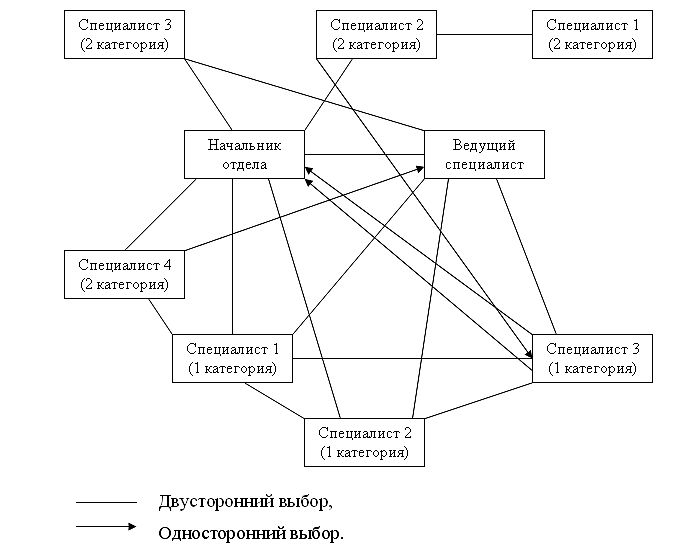 Специалист 3
(2 категория)
Специалист 2
(2 категория)
Специалист 1
(2 категория)
Начальник
отдела
Ведущий
специалист
Специалист 4
(2 категория)
Специалист 1
(1 категория)
Специалист 3
(1 категория)
Специалист 2
(1 категория)
Двусторонний выбор,
Односторонний выбор.